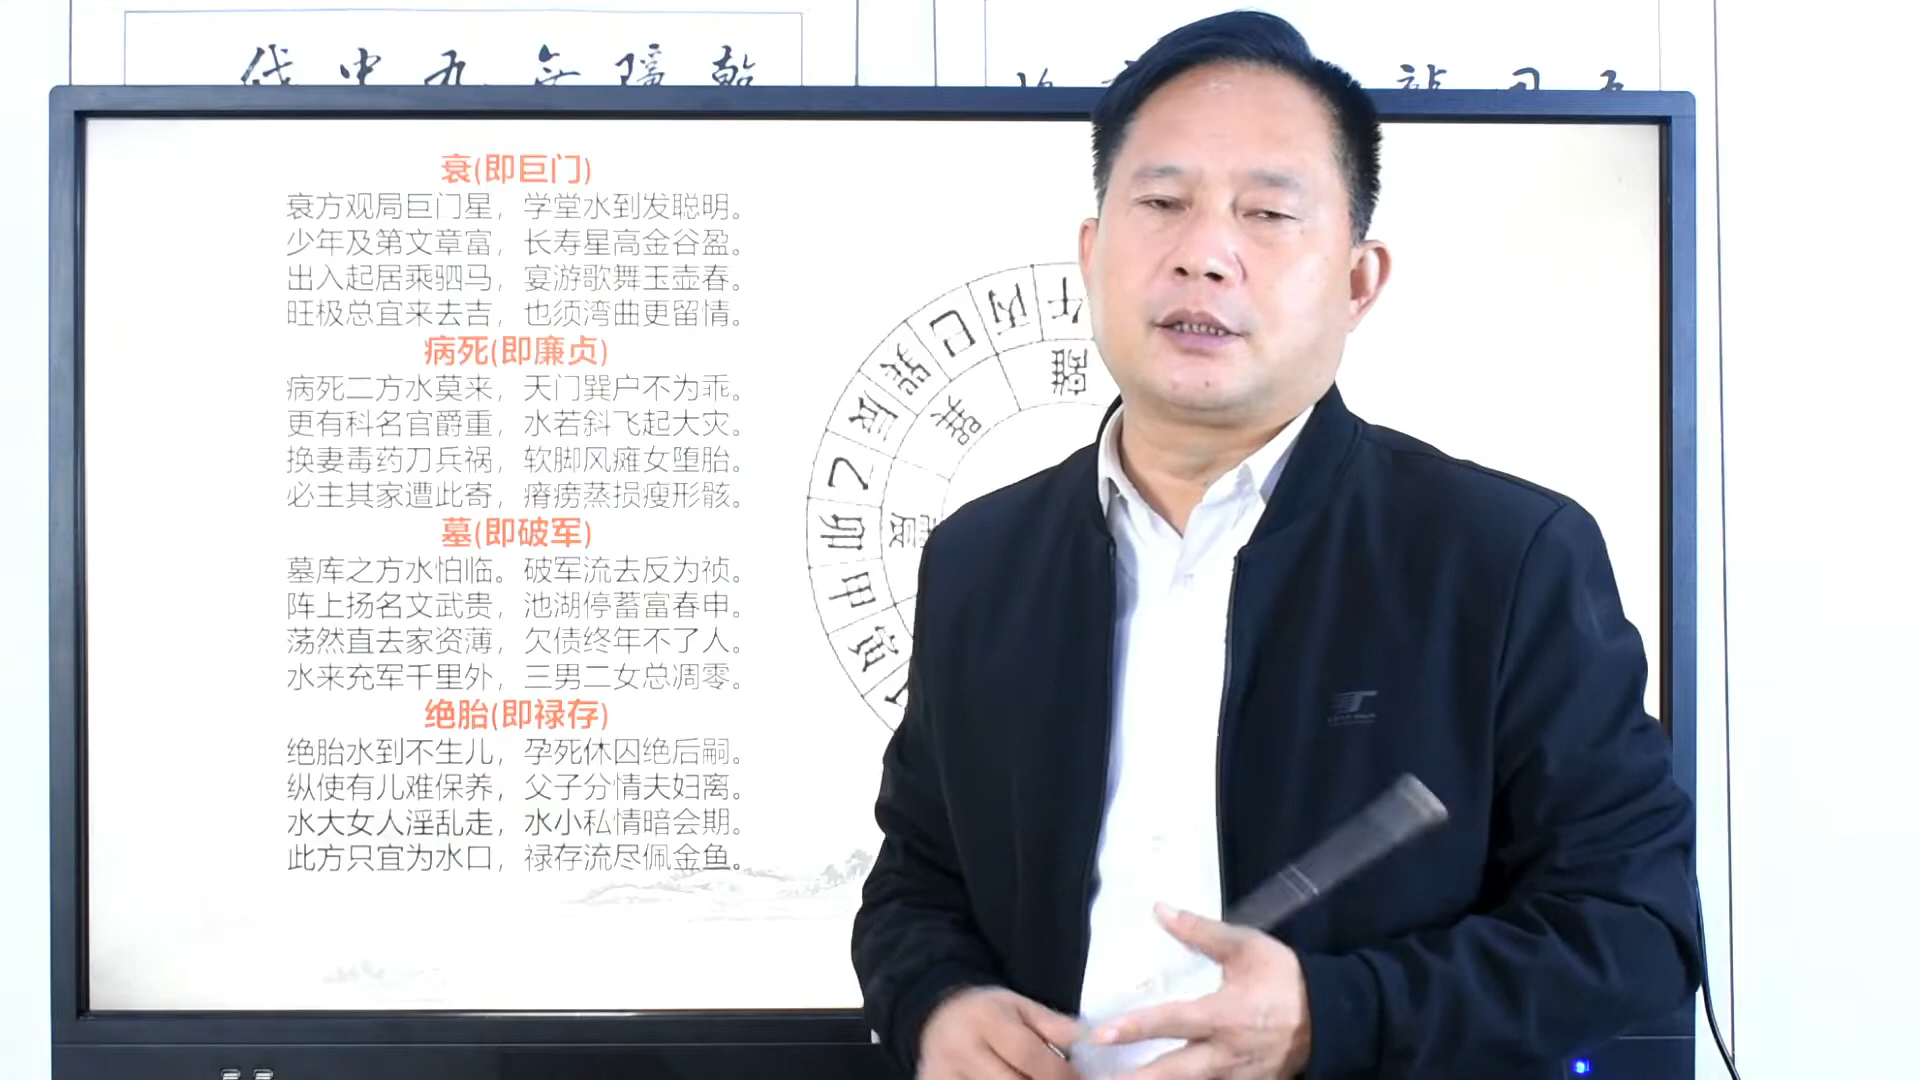 代 中 九 無 隔 乾
衰(即巨门)
衰方观局巨门星，学堂水到发聪明。
少年及第文章富，长寿星高金谷盈。
出入起居乘驷马，宴游歌舞玉壶春。
旺极总宜来去吉，也须湾曲更留情。
病死(即廉贞)
病死二方水莫来，天门巽户不为乖。
更有科名官爵重，水若斜飞起大灾。
换妻毒药刀兵祸，软脚风瘫女堕胎。
必主其家遭此寄，瘠痨蒸损瘦形骸。
墓(即破军)
墓库之方水怕临。破军流去反为祯。
阵上扬名文武贵，池湖停蓄富春申。
荡然直去家资薄，欠债终年不了人。
水来充军千里外，三男二女总凋零。
绝胎(即禄存)
绝胎水到不生儿，孕死休囚绝后嗣。
纵使有儿难保养，父子分情夫妇离。
水大女人淫乱走，水小私情暗会期。
此方只宜为水口，禄存流尽佩金鱼。
午
丙
巳
巽
辰
乙
卯
甲
寅
離
巽
震